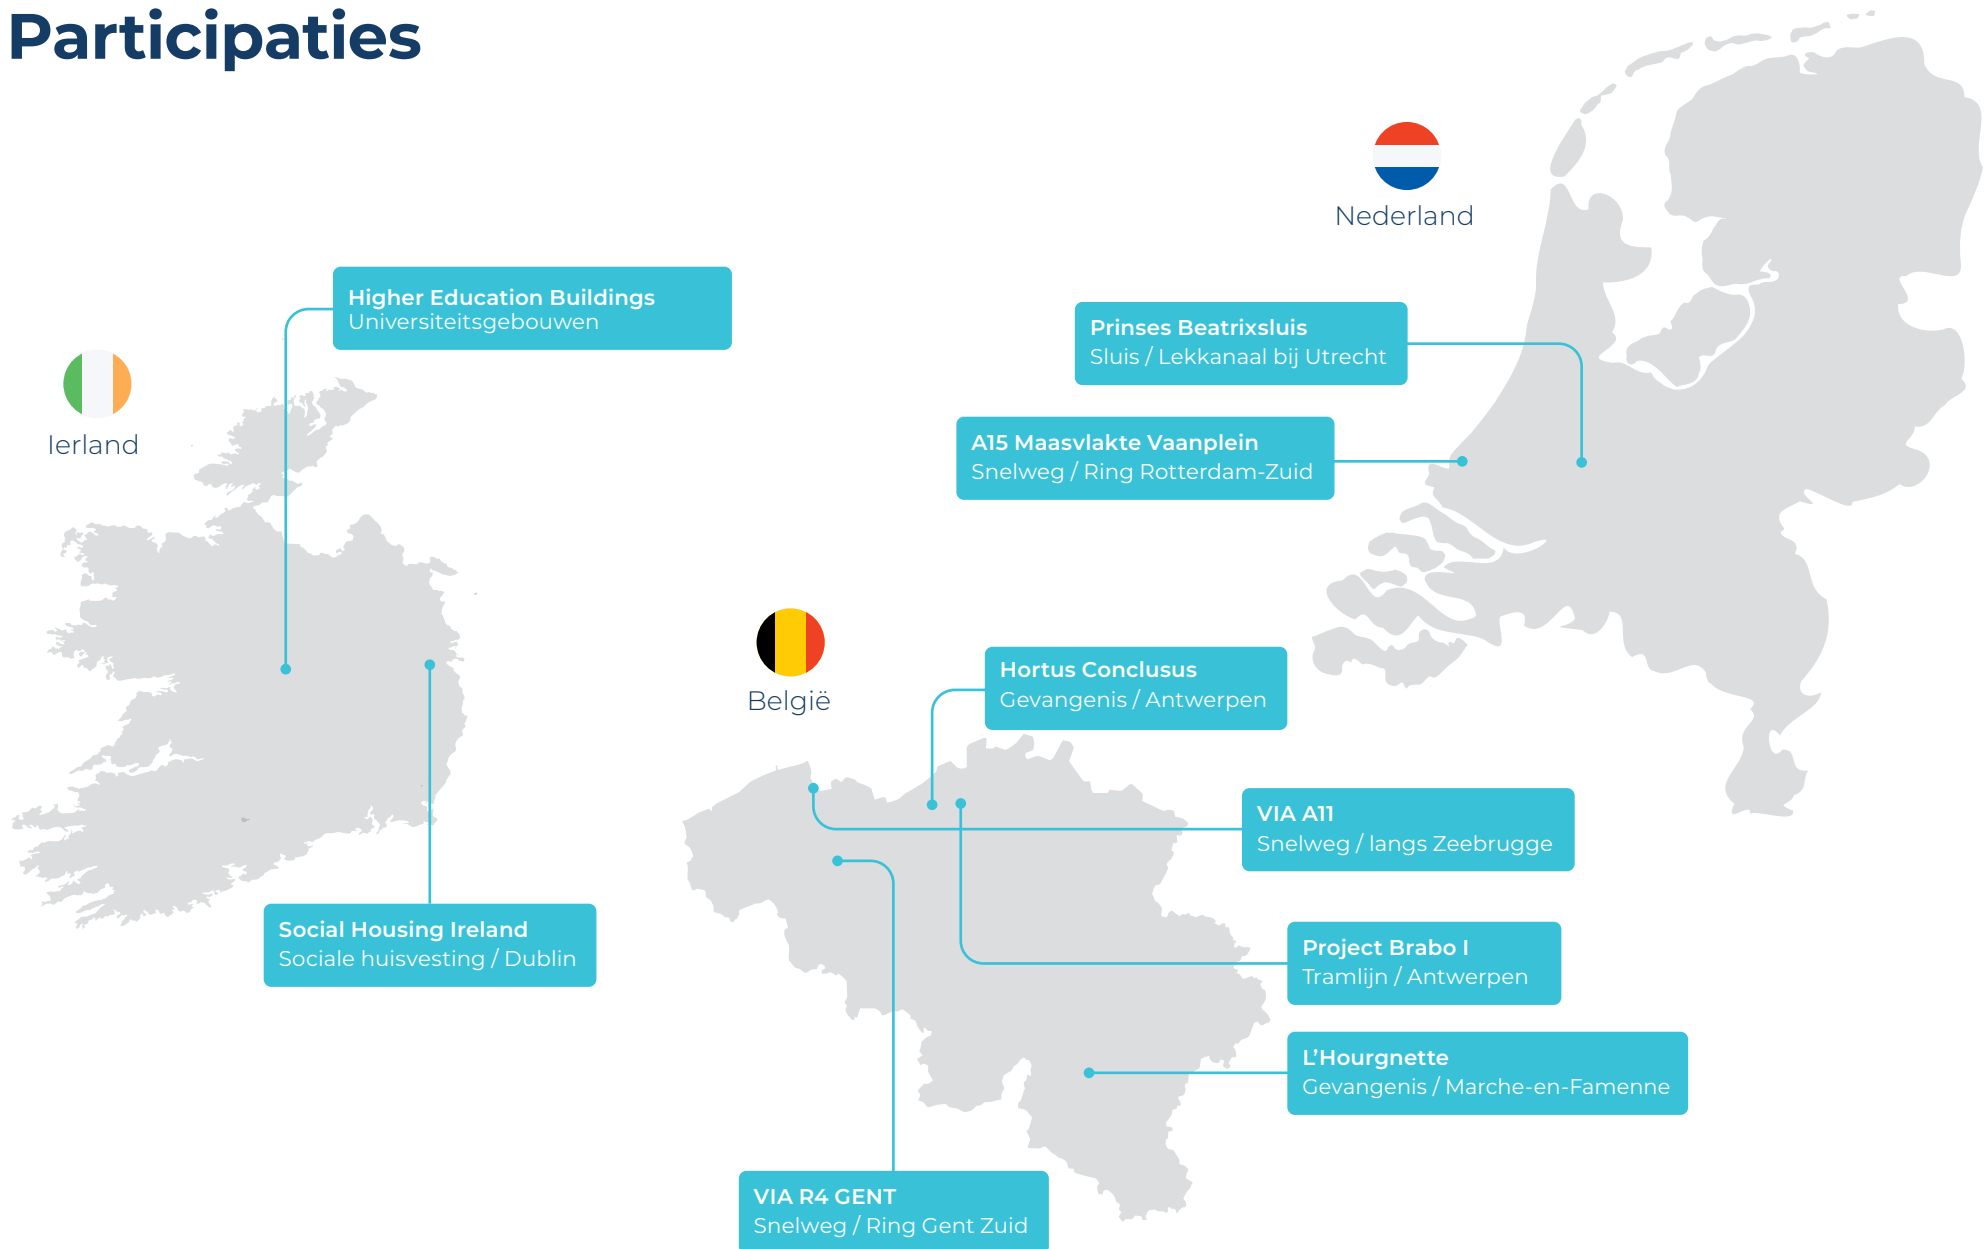 Participaties
Nederland
Higher Education Buildings
Universiteitsgebouwen
Prinses Beatrixsluis
Sluis / Lekkanaal bij Utrecht
Ierland
A15 Maasvlakte Vaanplein
Snelweg / Ring Rotterdam-Zuid
België
Hortus Conclusus
Gevangenis / Antwerpen
VIA A11
Snelweg / langs Zeebrugge
Social Housing Ireland
Sociale huisvesting / Dublin
Project Brabo I
Tramlijn / Antwerpen
L’Hourgnette
Gevangenis / Marche-en-Famenne
VIA R4 GENT
Snelweg / Ring Gent Zuid